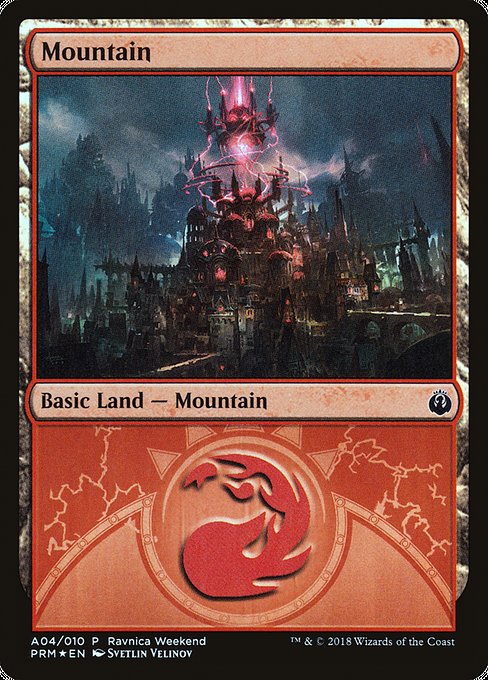 Mountain
Basic Land — Mountain
A04/010 P Ravnica Weekend
™ & © 2018 Wizards of the Coast
PRM★EN Svetlin Velinov